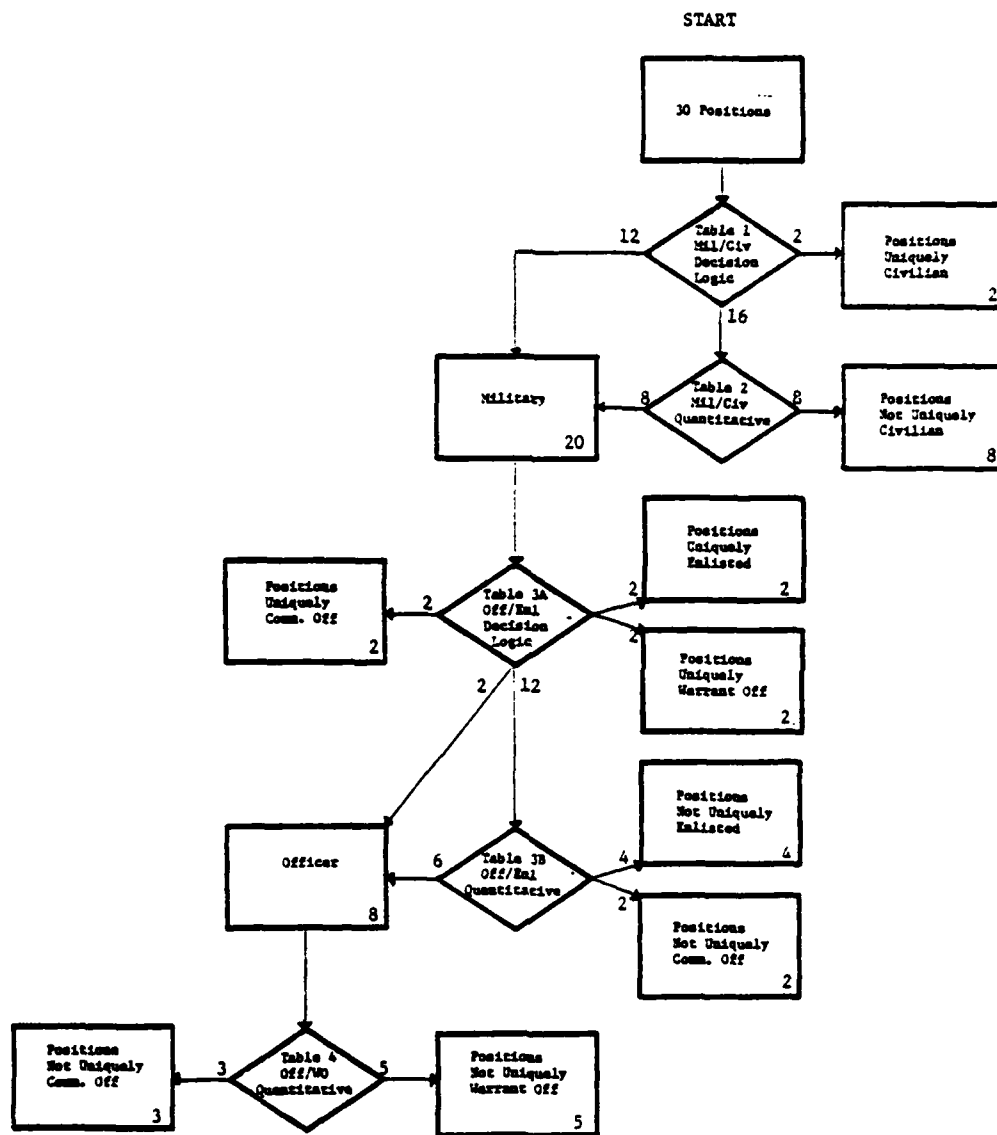 START
30 Positions
12
Table 1
Mil/Civ
Decision
Logic
2
Positions
Uniquely
Civilian
2
16
Military
20
8
Table 2
Mil/Civ
Quantitative
8
Positions
Not Uniquely
Civilian
8
Positions
Uniquely
Comm. Off
2
2
Table 3A
Off/Enl
Decision
Logic
2
Positions
Uniquely
Enlisted
2
2
Positions
Uniquely
Warrant Off
2
2
12
Officer
8
6
Table 3B
Off/Enl
Quantitative
4
Positions
Not Uniquely
Enlisted
4
2
Positions
Not Uniquely
Comm. Off
2
Positions
Not Uniquely
Comm. Off
3
3
Table 4
Off/WO
Quantitative
5
Positions
Not Uniquely
Warrant Off
5